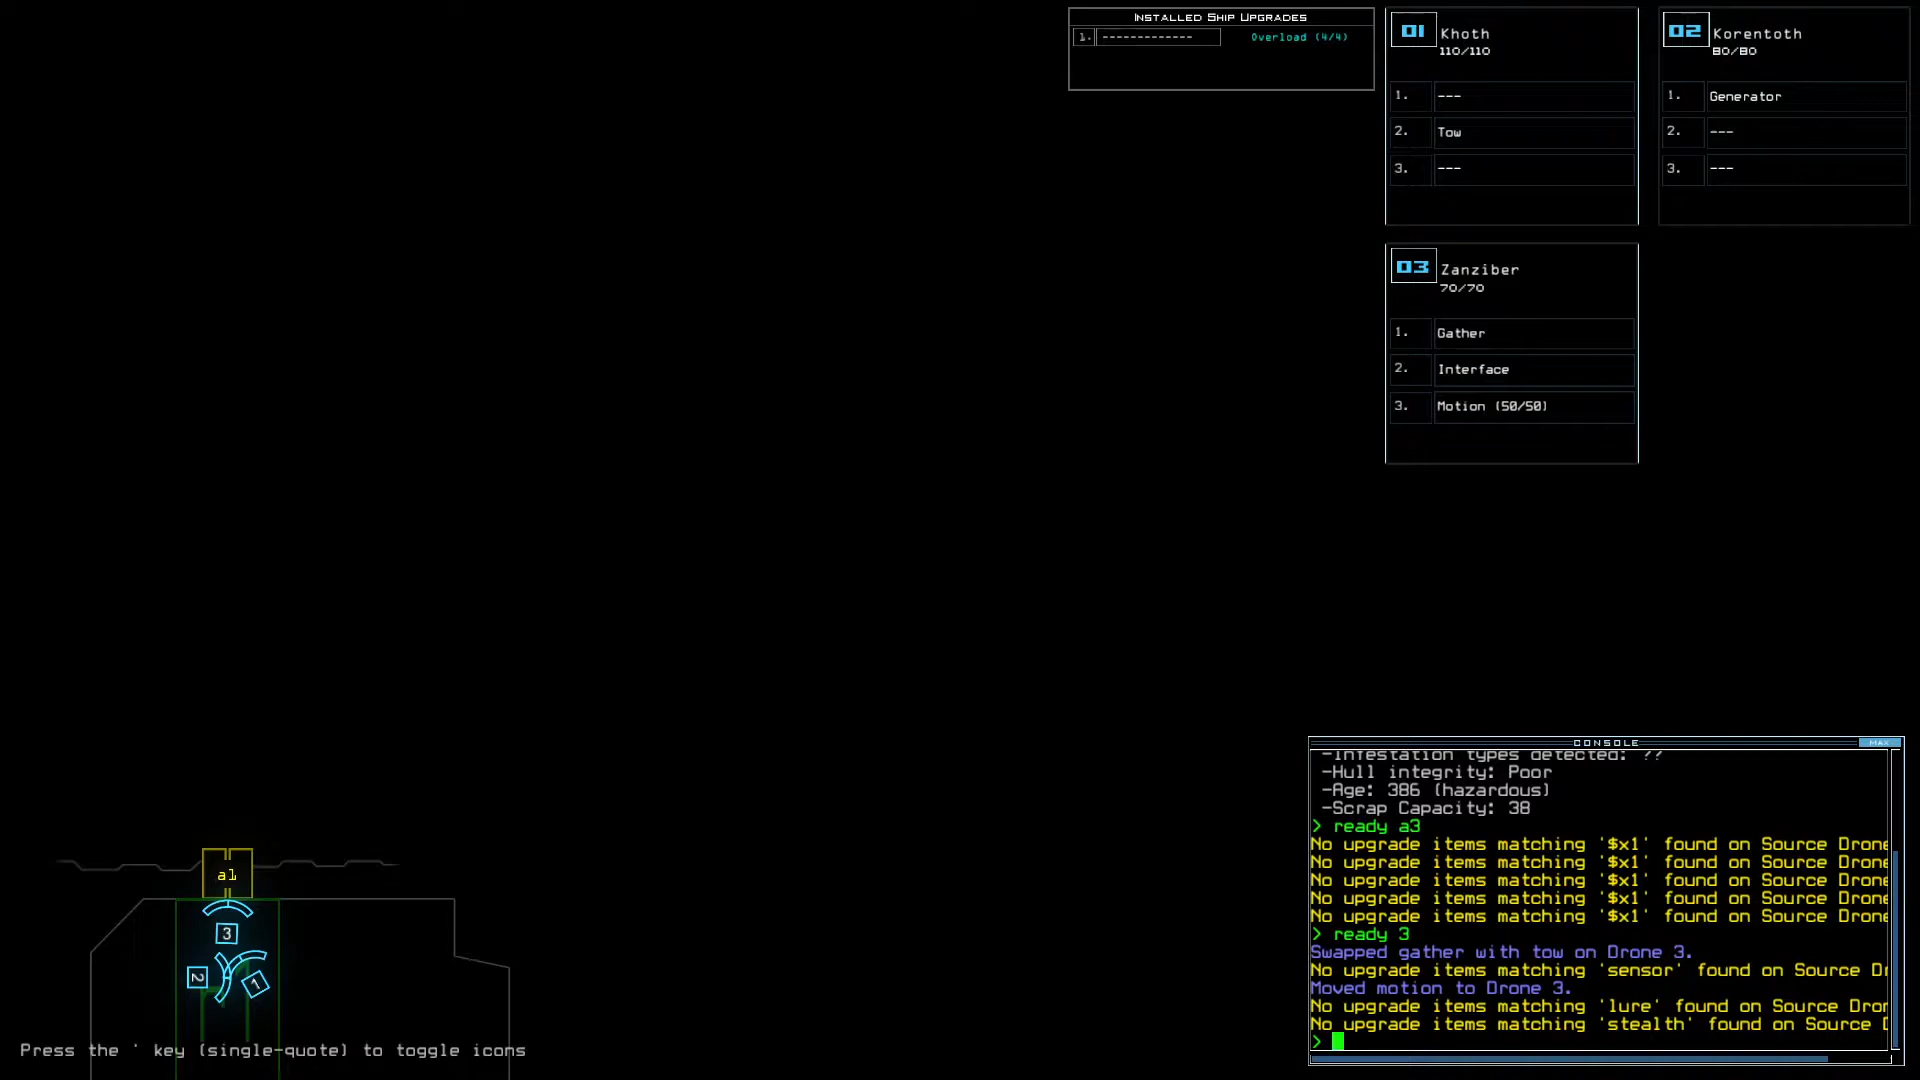 Installed Ship Upgrades
1. ------------- Overload (4/4)
01 Khoth
110/110
1. ---
2. Tow
3. ---
02 Korentoth
80/80
1. Generator
2. ---
3. ---
03 Zanziber
70/70
1. Gather
2. Interface
3. Motion (50/50)
a1
3
2
1
Press the ' key (single-quote) to toggle icons
CONSOLE
MAX
-Infestation types detected: ??
-Hull integrity: Poor
-Age: 386 (hazardous)
-Scrap Capacity: 38
> ready a3
No upgrade items matching '$x1' found on Source Drone
No upgrade items matching '$x1' found on Source Drone
No upgrade items matching '$x1' found on Source Drone
No upgrade items matching '$x1' found on Source Drone
No upgrade items matching '$x1' found on Source Drone
> ready 3
Swapped gather with tow on Drone 3.
No upgrade items matching 'sensor' found on Source Dr
Moved motion to Drone 3.
No upgrade items matching 'lure' found on Source Dron
No upgrade items matching 'stealth' found on Source D
>